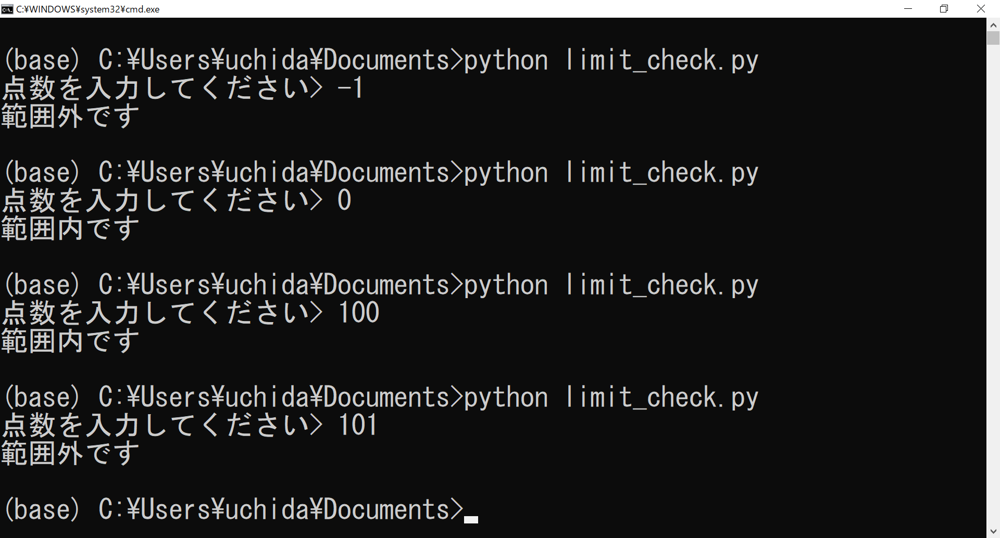 C:¥WINDOWS¥system32¥cmd.exe
(base) C:¥Users¥uchida¥Documents>python limit_check.py
点数を入力してください> -1
範囲外です
(base) C:¥Users¥uchida¥Documents>python limit_check.py
点数を入力してください> 0
範囲内です
(base) C:¥Users¥uchida¥Documents>python limit_check.py
点数を入力してください> 100
範囲内です
(base) C:¥Users¥uchida¥Documents>python limit_check.py
点数を入力してください> 101
範囲外です
(base) C:¥Users¥uchida¥Documents>